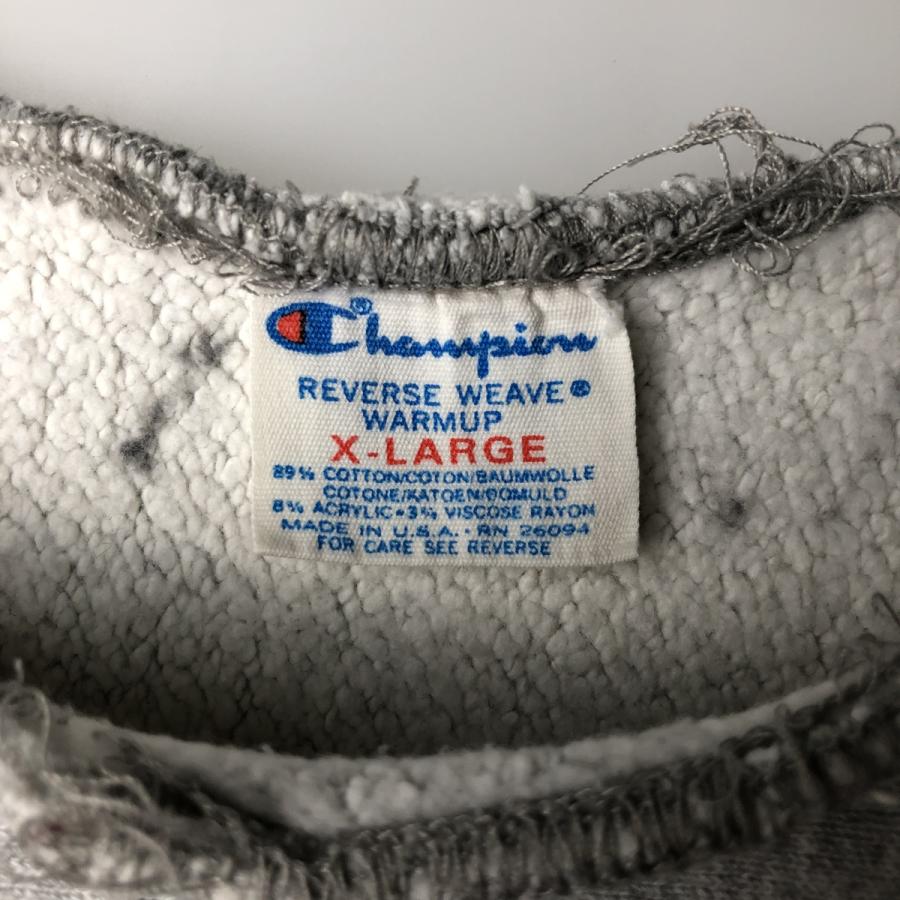 Champion®
REVERSE WEAVE®
WARMUP
X-LARGE
89% COTTON/COTON/BAUMWOLLE
COTONE/KATOEN/BOMULD
8% ACRYLIC-3% VISCOSE RAYON
MADE IN U.S.A. · RN 26094
FOR CARE SEE REVERSE